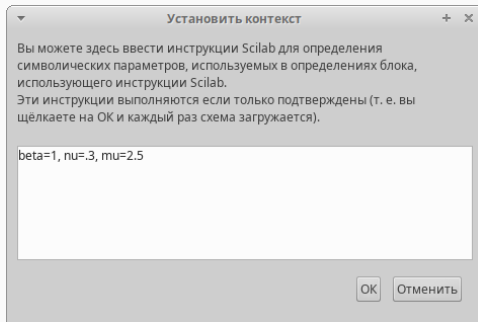 Установить контекст
Вы можете здесь ввести инструкции Scilab для определения
символических параметров, используемых в определениях блока,
использующего инструкции Scilab.
Эти инструкции выполняются если только подтверждены (т. е. вы
щёлкаете на ОК и каждый раз схема загружается).
beta=1, nu=.3, mu=2.5
ОК Отменить